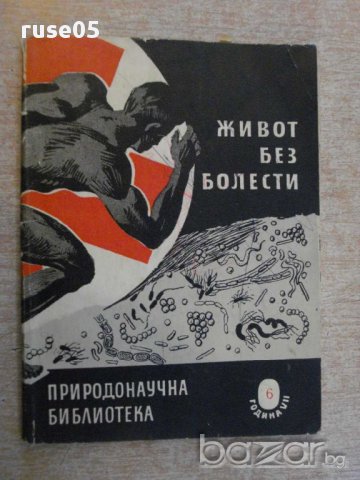 ruse05
ЖИВОТ
БЕЗ
БОЛЕСТИ
ПРИРОДОНАУЧНА
БИБЛИОТЕКА
6
ГОДИНА VII
bazar.bg